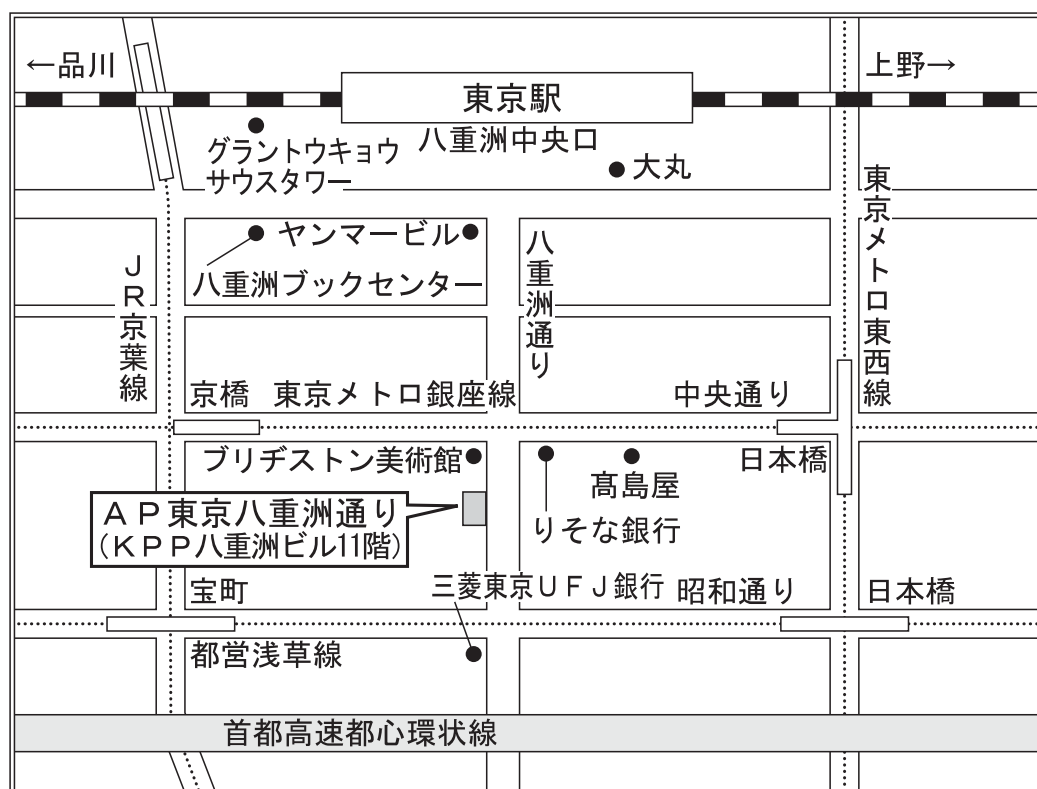 ←品川
上野→
東京駅
八重洲中央口
グラントウキョウ
サウスタワー
大丸
東京メトロ東西線
ヤンマービル
八重洲ブックセンター
八重洲通り
JR京葉線
京橋
東京メトロ銀座線
中央通り
ブリヂストン美術館
日本橋
髙島屋
りそな銀行
AP東京八重洲通り
(KPP八重洲ビル11階)
宝町
三菱東京UFJ銀行
昭和通り
日本橋
都営浅草線
首都高速都心環状線